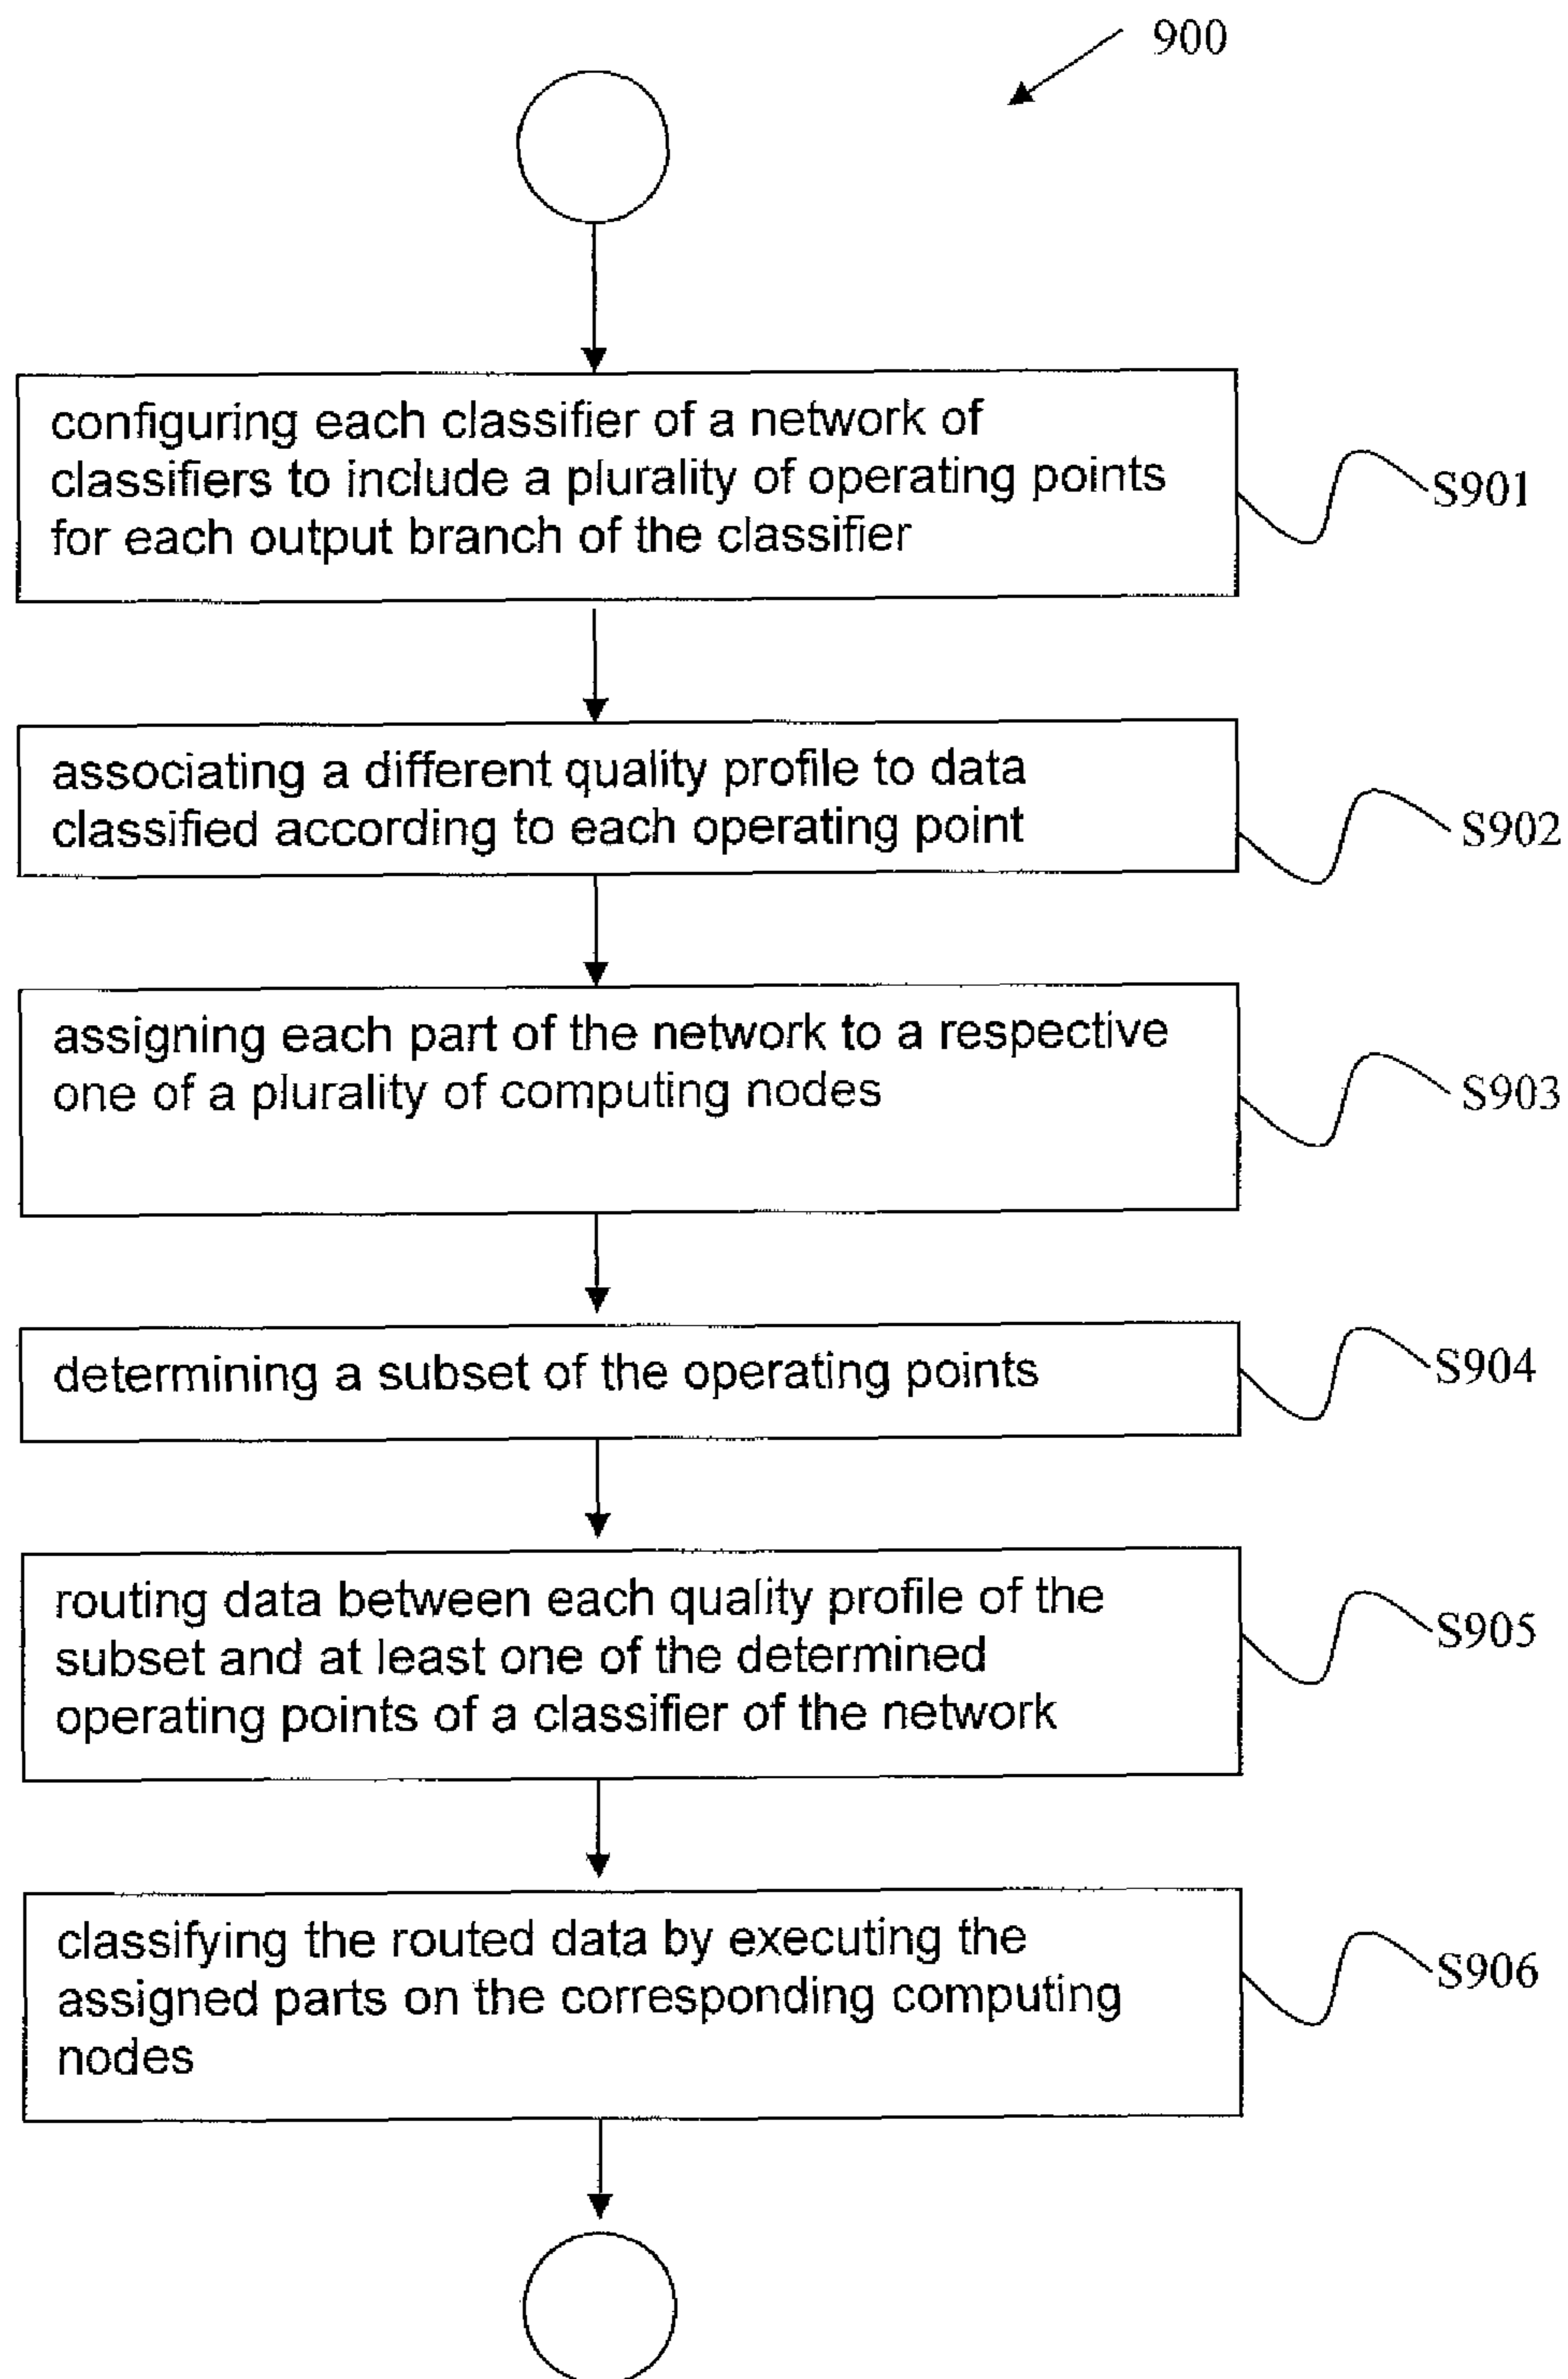 900
configuring each classifier of a network of
classifiers to include a plurality of operating points
for each output branch of the classifier
S901
associating a different quality profile to data
classified according to each operating point
S902
assigning each part of the network to a respective
one of a plurality of computing nodes
S903
determining a subset of the operating points
S904
routing data between each quality profile of the
subset and at least one of the determined
operating points of a classifier of the network
S905
classifying the routed data by executing the
assigned parts on the corresponding computing
nodes
S906